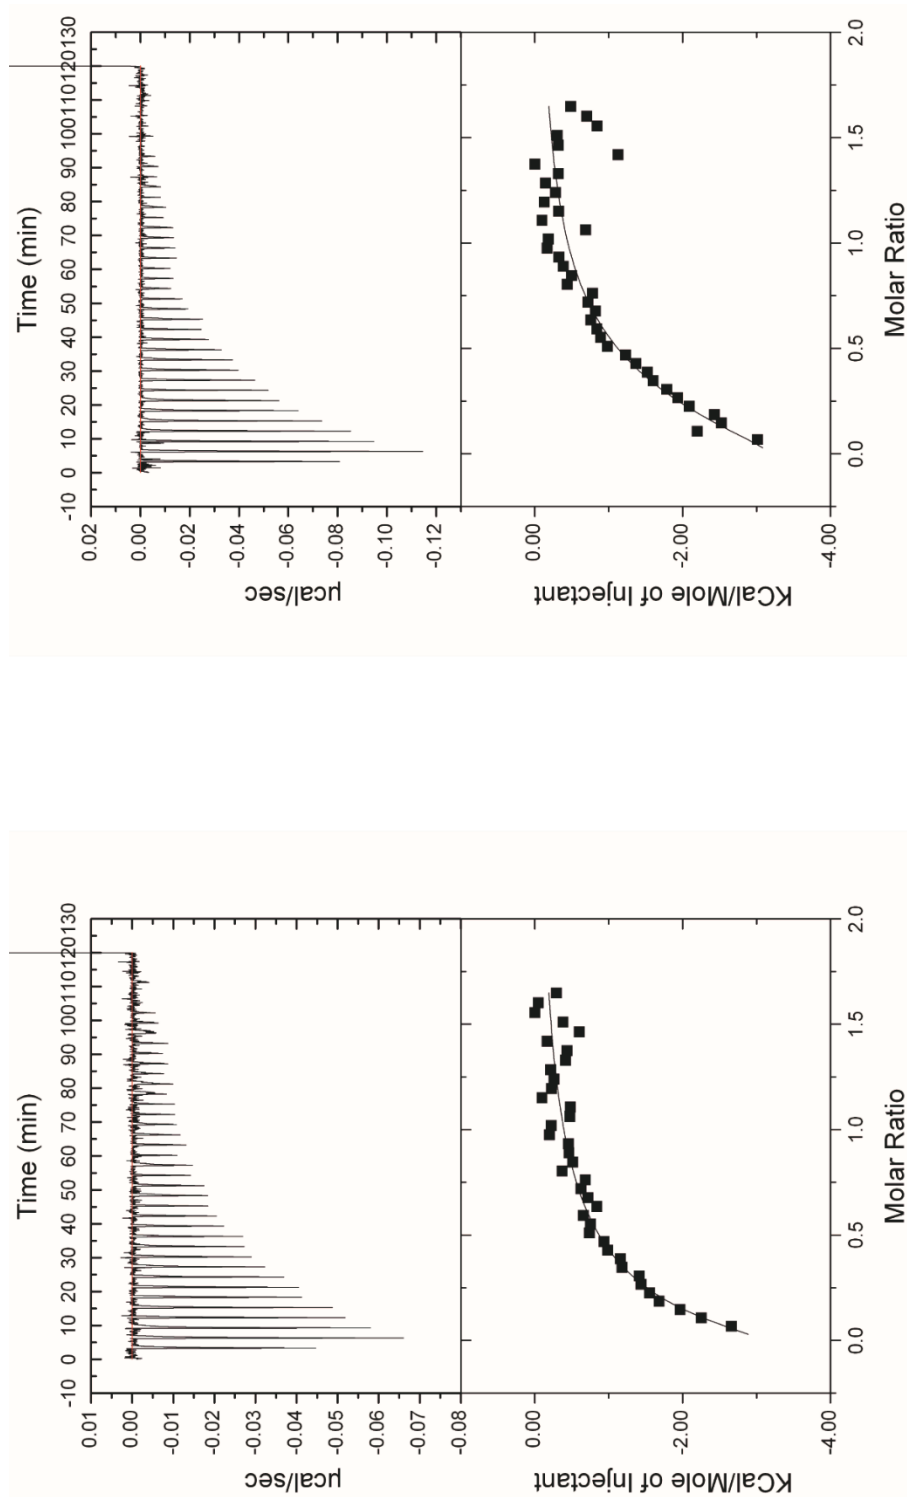 Time (min)
-10 0 10 20 30 40 50 60 70 80 90 100 110 120 130
0.02
0.00
-0.02
-0.04
-0.06
-0.08
-0.10
-0.12
µcal/sec
0.00
-2.00
-4.00
KCal/Mole of Injectant
0.0 0.5 1.0 1.5 2.0
Molar Ratio
Time (min)
-10 0 10 20 30 40 50 60 70 80 90 100 110 120 130
0.01
0.00
-0.01
-0.02
-0.03
-0.04
-0.05
-0.06
-0.07
-0.08
µcal/sec
0.00
-2.00
-4.00
KCal/Mole of Injectant
0.0 0.5 1.0 1.5 2.0
Molar Ratio